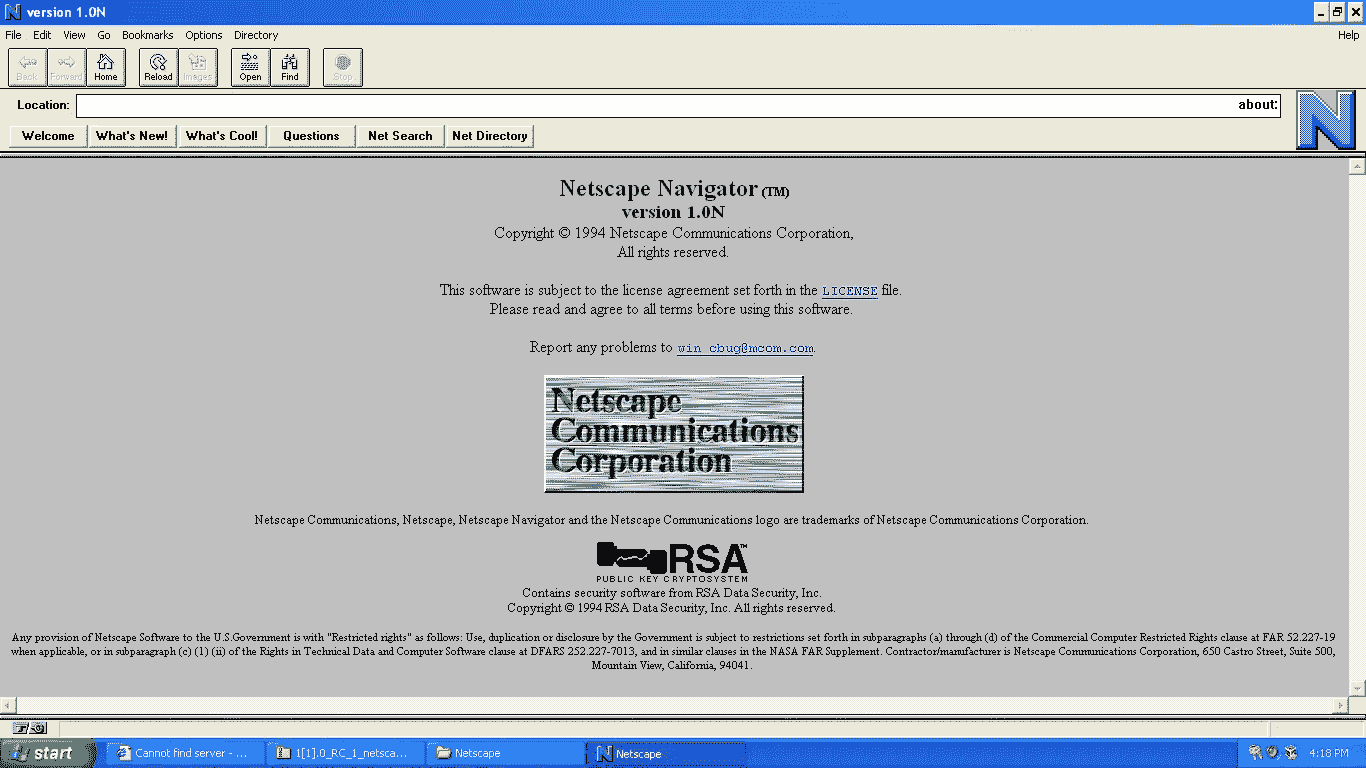 version 1.0N
File Edit View Go Bookmarks Options Directory Help
Back Forward Home Reload Images Open Find Stop
Location: about:
N
Welcome What's New! What's Cool! Questions Net Search Net Directory
Netscape Navigator (TM)
version 1.0N
Copyright © 1994 Netscape Communications Corporation,
All rights reserved.
This software is subject to the license agreement set forth in the LICENSE file.
Please read and agree to all terms before using this software.
Report any problems to win_cbug@mcom.com.
Netscape
Communications
Corporation
Netscape Communications, Netscape, Netscape Navigator and the Netscape Communications logo are trademarks of Netscape Communications Corporation.
RSA™
PUBLIC KEY CRYPTOSYSTEM
Contains security software from RSA Data Security, Inc.
Copyright © 1994 RSA Data Security, Inc. All rights reserved.
Any provision of Netscape Software to the U.S.Government is with "Restricted rights" as follows: Use, duplication or disclosure by the Government is subject to restrictions set forth in subparagraphs (a) through (d) of the Commercial Computer Restricted Rights clause at FAR 52.227-19
when applicable, or in subparagraph (c) (1) (ii) of the Rights in Technical Data and Computer Software clause at DFARS 252.227-7013, and in similar clauses in the NASA FAR Supplement. Contractor/manufacturer is Netscape Communications Corporation, 650 Castro Street, Suite 500,
Mountain View, California, 94041.
start Cannot find server - ... 1[1].0_RC_1_netsca... Netscape Netscape 4:18 PM